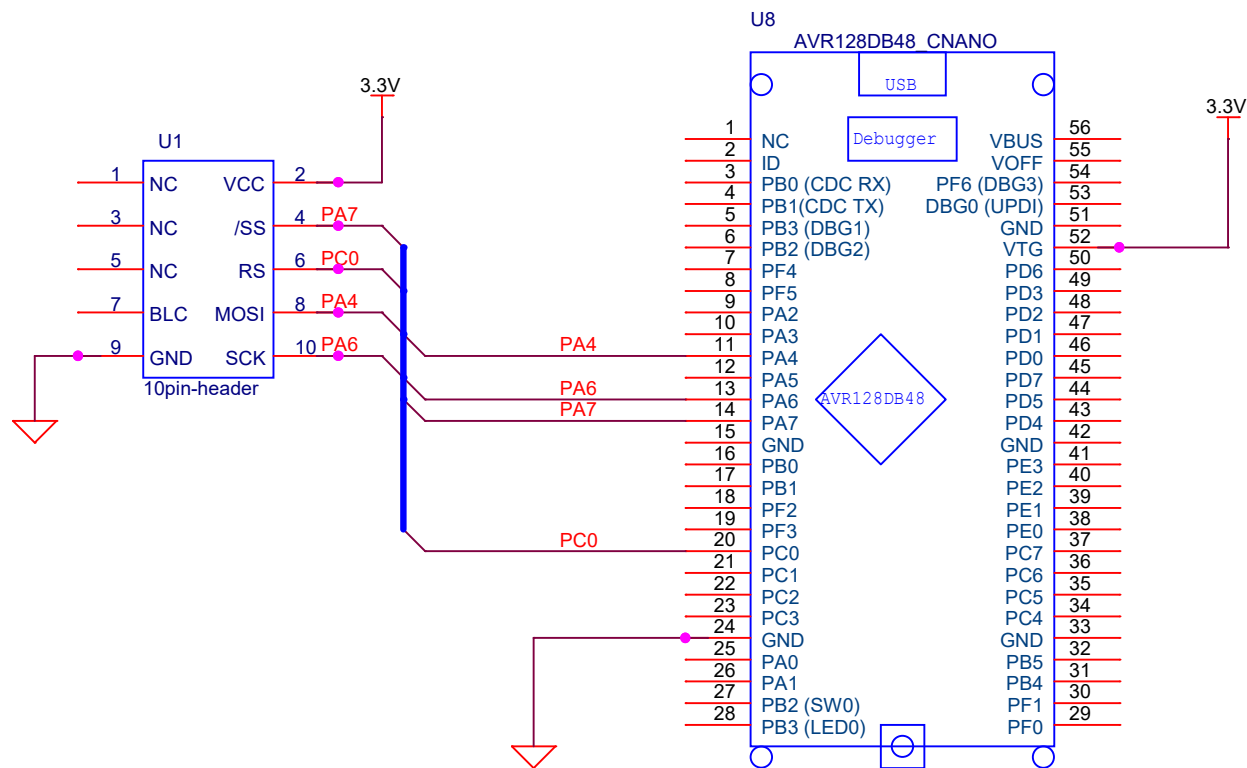 U8
AVR128DB48_CNANO
USB
Debugger
3.3V
U1
1 NC VCC 2
3 NC /SS 4 PA7
5 NC RS 6 PC0
7 BLC MOSI 8 PA4
9 GND SCK 10 PA6
10pin-header
PA4
PA6
PA7
PC0
3.3V
AVR128DB48
1 NC VBUS 56
2 ID VOFF 55
3 PB0 (CDC RX) PF6 (DBG3) 54
4 PB1(CDC TX) DBG0 (UPDI) 53
5 PB3 (DBG1) GND 51
6 PB2 (DBG2) VTG 52
7 PF4 PD6 50
8 PF5 PD3 49
9 PA2 PD2 48
10 PA3 PD1 47
11 PA4 PD0 46
12 PA5 PD7 45
13 PA6 PD5 44
14 PA7 PD4 43
15 GND GND 42
16 PB0 PE3 41
17 PB1 PE2 40
18 PF2 PE1 39
19 PF3 PE0 38
20 PC0 PC7 37
21 PC1 PC6 36
22 PC2 PC5 35
23 PC3 PC4 34
24 GND GND 33
25 PA0 PB5 32
26 PA1 PB4 31
27 PB2 (SW0) PF1 30
28 PB3 (LED0) PF0 29